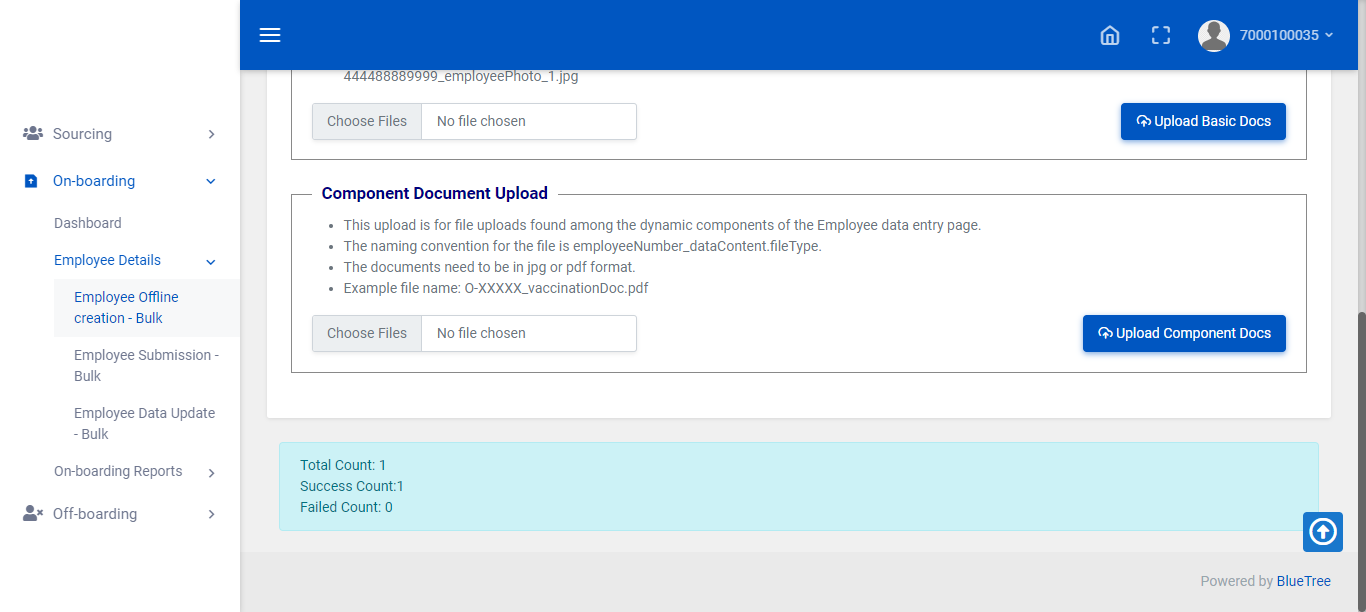 7000100035
Sourcing
On-boarding
Dashboard
Employee Details
Employee Offline
creation - Bulk
Employee Submission -
Bulk
Employee Data Update
- Bulk
On-boarding Reports
Off-boarding
444488889999_employeePhoto_1.jpg
Choose Files No file chosen
Upload Basic Docs
Component Document Upload
This upload is for file uploads found among the dynamic components of the Employee data entry page.
The naming convention for the file is employeeNumber_dataContent.fileType.
The documents need to be in jpg or pdf format.
Example file name: O-XXXXX_vaccinationDoc.pdf
Choose Files No file chosen
Upload Component Docs
Total Count: 1
Success Count:1
Failed Count: 0
Powered by BlueTree